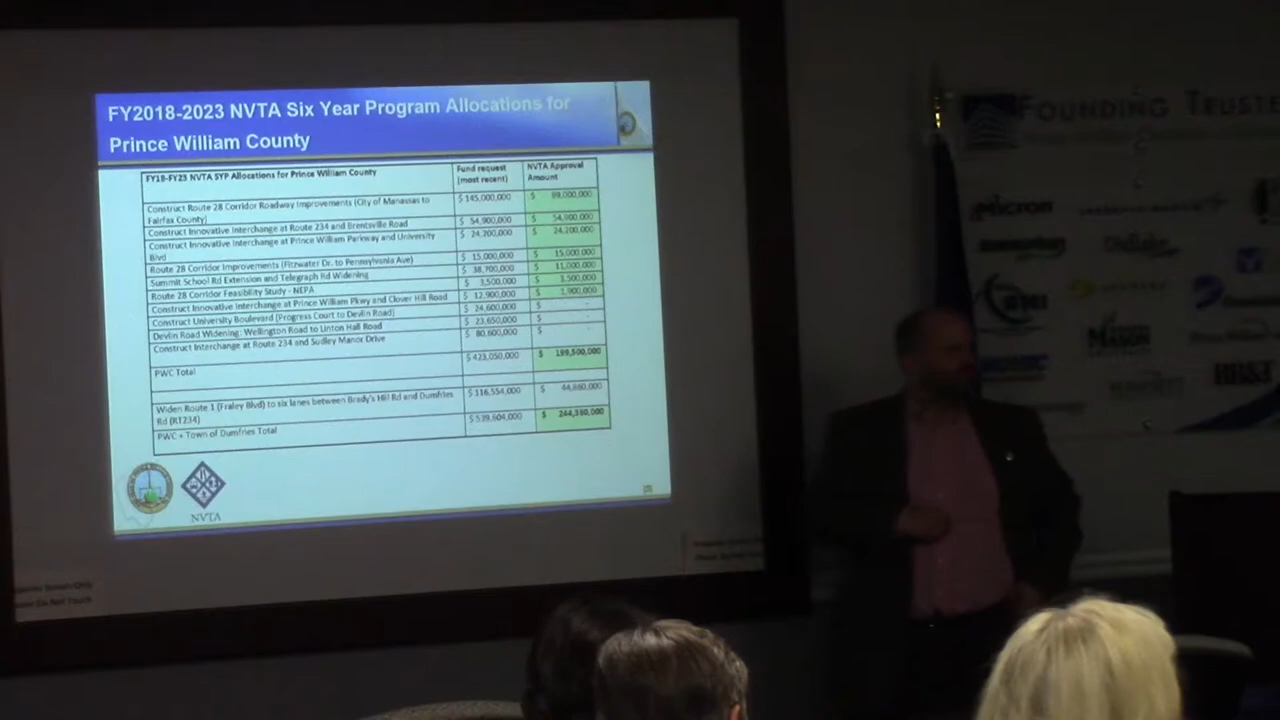 FY2018-2023 NVTA Six Year Program Allocations for
Prince William County
FY18-FY23 NVTA SYP Allocations for Prince William County
Fund request
(most recent)
NVTA Approval
Amount
Construct Route 28 Corridor Roadway Improvements (City of Manassas to
Fairfax County)
$ 145,000,000
$ 89,000,000
Construct Innovative Interchange at Route 234 and Brentsville Road
$ 54,900,000
$ 54,900,000
Construct Innovative Interchange at Prince William Parkway and University
Blvd
$ 24,200,000
$ 24,200,000
Route 28 Corridor Improvements (Fitzwater Dr. to Pennsylvania Ave)
$ 15,000,000
$ 15,000,000
Summit School Rd Extension and Telegraph Rd Widening
$ 38,700,000
$ 11,000,000
Route 28 Corridor Feasibility Study - NEPA
$ 3,500,000
$ 3,500,000
Construct Innovative Interchange at Prince William Pkwy and Clover Hill Road
$ 12,900,000
$ 1,900,000
Construct University Boulevard (Progress Court to Devlin Road)
$ 24,600,000
$ -
Devlin Road Widening: Wellington Road to Linton Hall Road
$ 23,650,000
$ -
Construct Interchange at Route 234 and Sudley Manor Drive
$ 80,600,000
$ -
PWC Total
$ 423,050,000
$ 199,500,000
Widen Route 1 (Fraley Blvd) to six lanes between Brady's Hill Rd and Dumfries
Rd (RT234)
$ 116,554,000
$ 44,860,000
PWC + Town of Dumfries Total
$ 539,604,000
$ 244,360,000
NVTA
FOUNDING TRUSTE
MICRON
MASON
BB&T